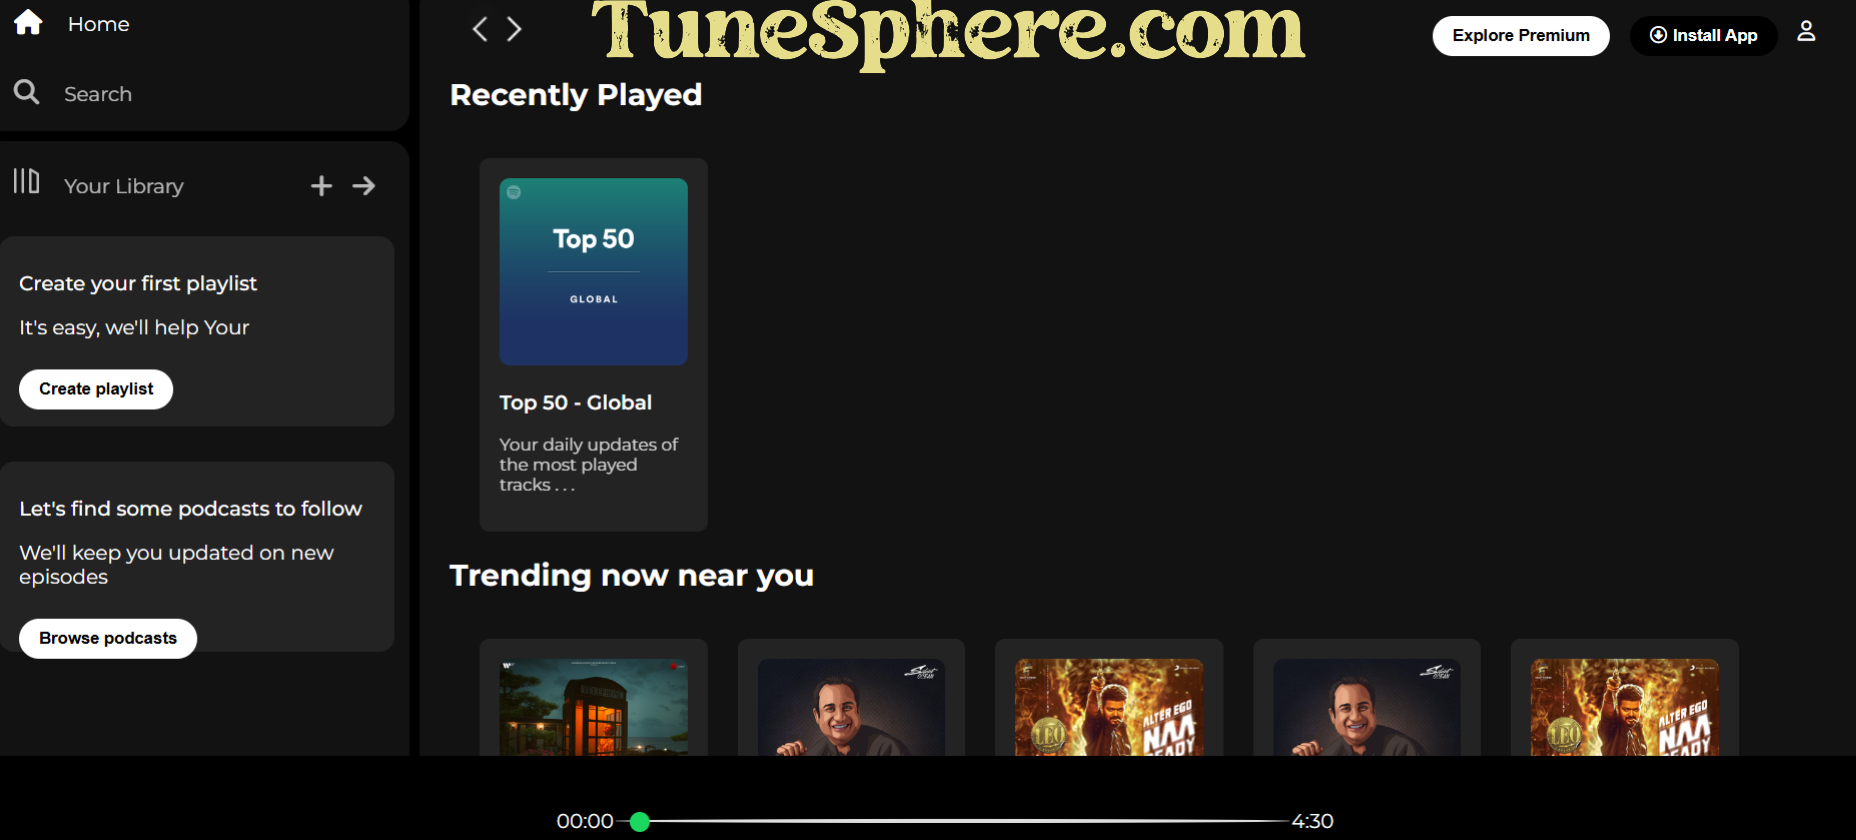 Home
Search
Your Library
Create your first playlist
It's easy, we'll help Your
Create playlist
Let's find some podcasts to follow
We'll keep you updated on new
episodes
Browse podcasts
TuneSphere.com
Explore Premium
Install App
Recently Played
Top 50
GLOBAL
Top 50 - Global
Your daily updates of
the most played
tracks . . .
Trending now near you
LEO
ALTER EGO
NAA
READY
LEO
ALTER EGO
NAA
READY
00:00
4:30